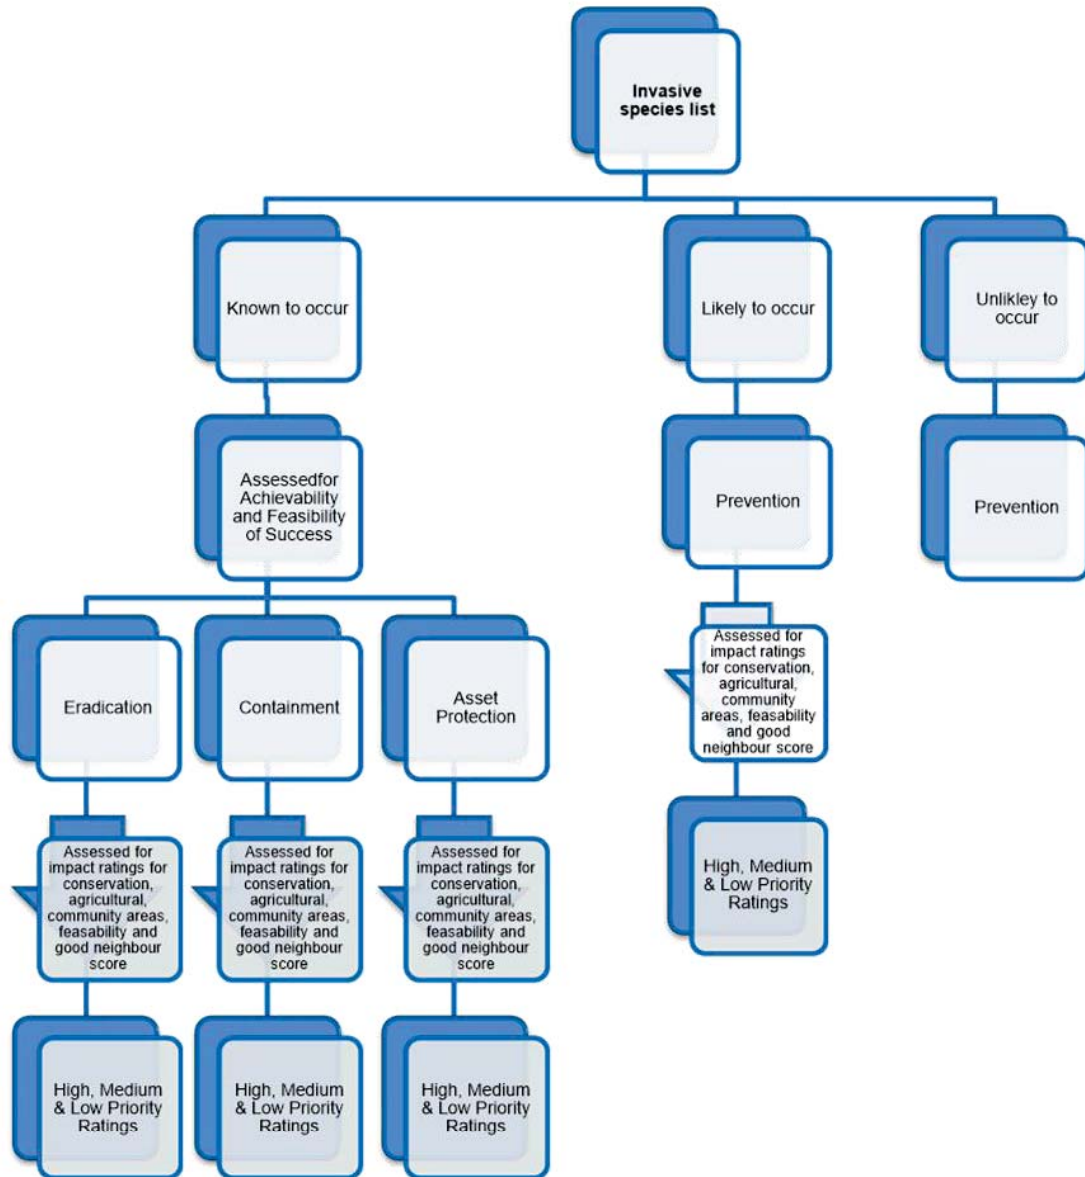 Invasive
species list
Known to occur
Likely to occur
Unlikley to
occur
Assessedfor
Achievability
and Feasibility
of Success
Prevention
Prevention
Eradication
Containment
Asset
Protection
Assessed for
impact ratings
for conservation,
agricultural,
community
areas, feasability
and good
neighbour score
High, Medium
& Low Priority
Ratings
Assessed for
impact ratings for
conservation,
agricultural,
community areas,
feasability and
good neighbour
score
Assessed for
impact ratings for
conservation,
agricultural,
community areas,
feasability and
good neighbour
score
Assessed for
impact ratings for
conservation,
agricultural,
community areas,
feasability and
good neighbour
score
High, Medium
& Low Priority
Ratings
High, Medium
& Low Priority
Ratings
High, Medium
& Low Priority
Ratings